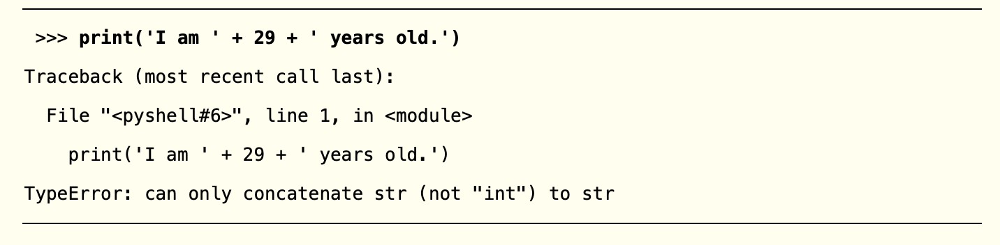 >>> print('I am ' + 29 + ' years old.')
Traceback (most recent call last):
  File "<pyshell#6>", line 1, in <module>
    print('I am ' + 29 + ' years old.')
TypeError: can only concatenate str (not "int") to str